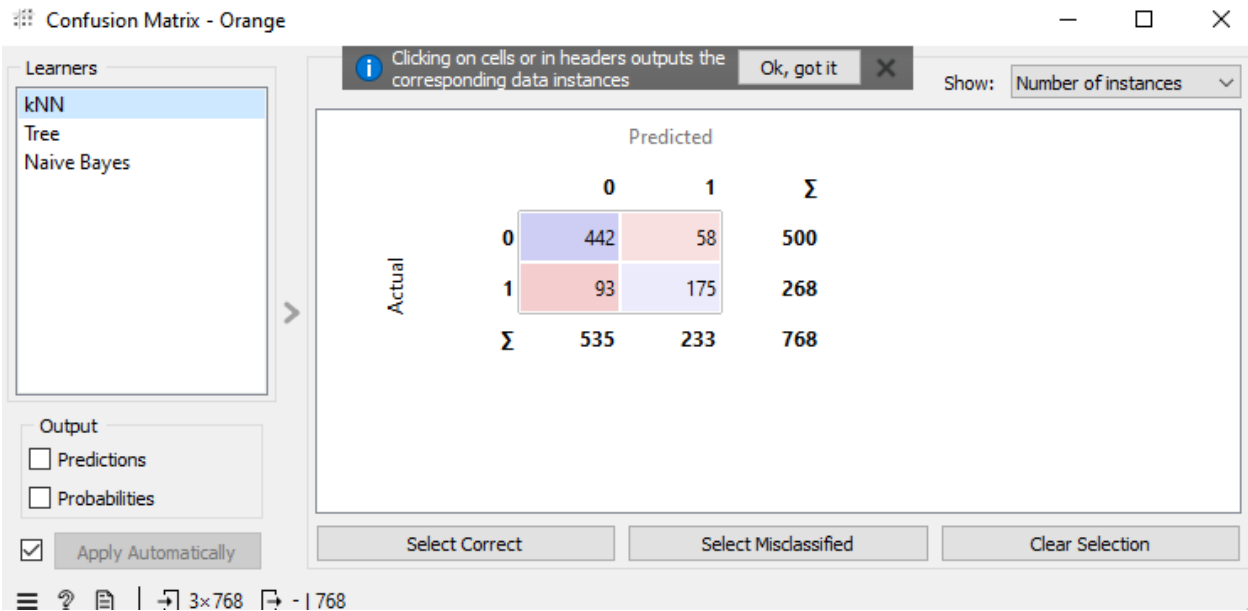 Confusion Matrix - Orange
Learners
kNN
Tree
Naive Bayes
Output
Predictions
Probabilities
Apply Automatically
Clicking on cells or in headers outputs the
corresponding data instances
Ok, got it
Show: Number of instances
Predicted
0 1 Σ
Actual
0 442 58 500
1 93 175 268
Σ 535 233 768
Select Correct Select Misclassified Clear Selection
3×768 - | 768